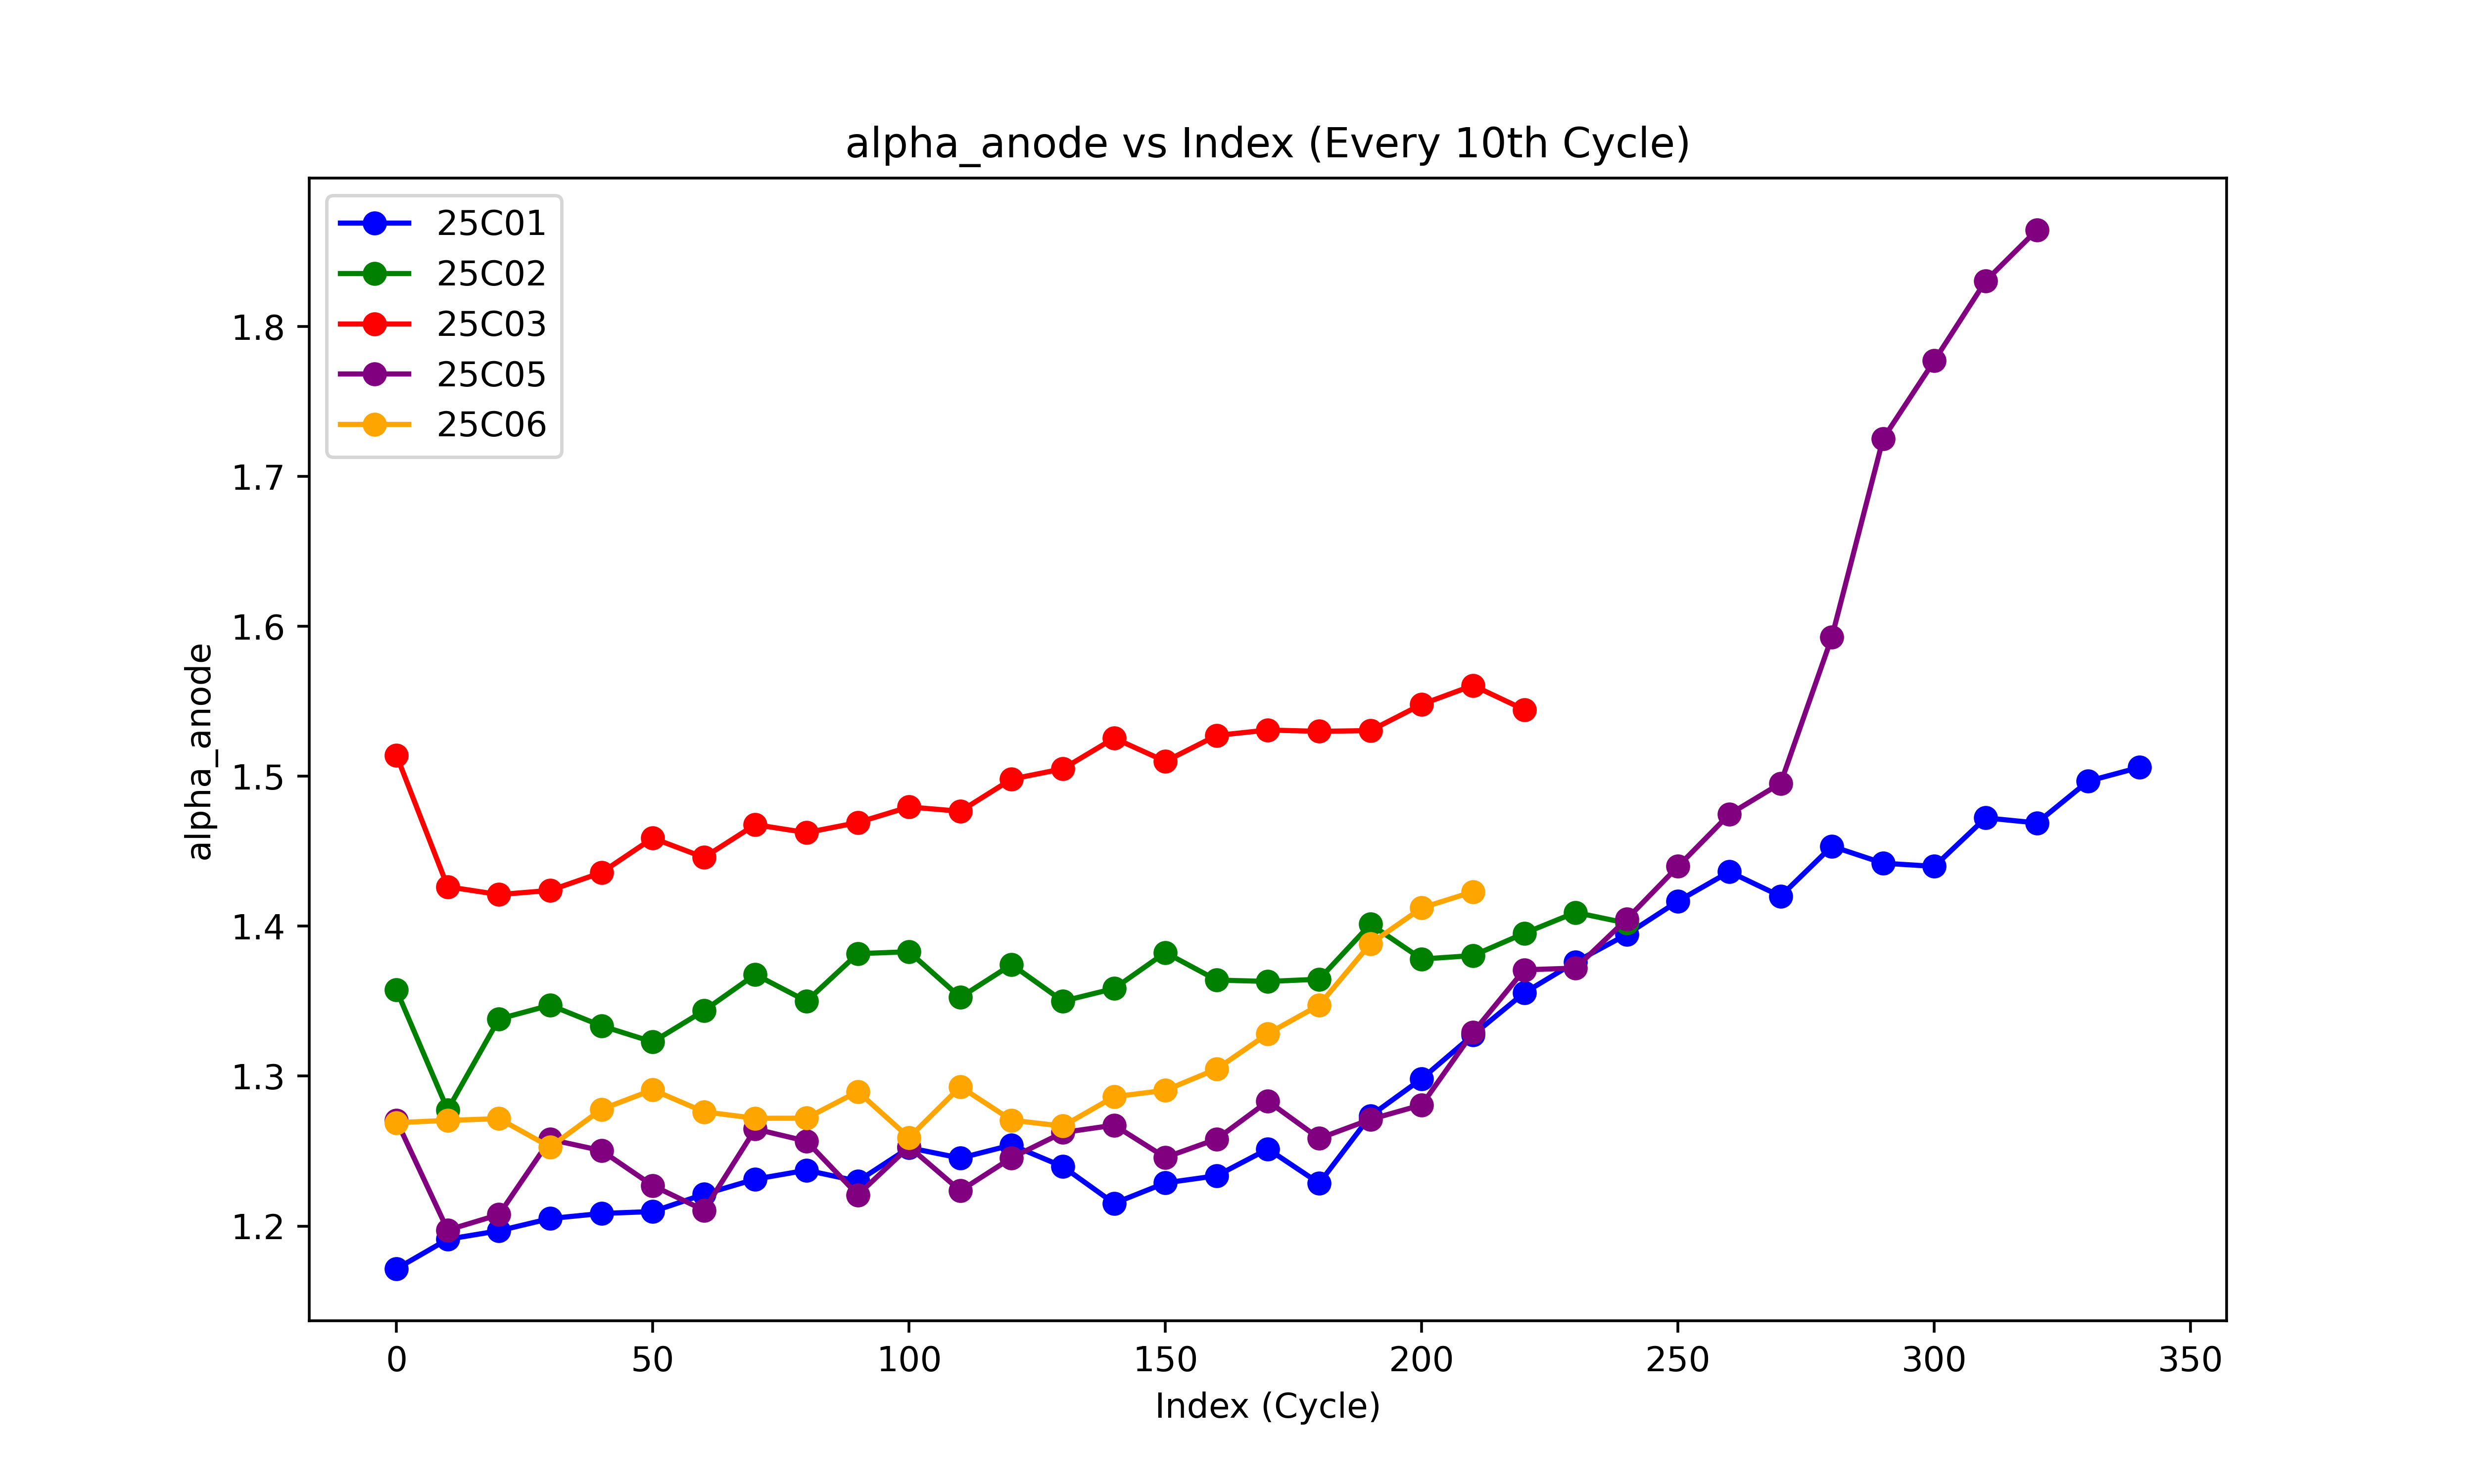 alpha_anode vs Index (Every 10th Cycle)
25C01
25C02
25C03
25C05
25C06
alpha_anode
1.8
1.7
1.6
1.5
1.4
1.3
1.2
0 50 100 150 200 250 300 350
Index (Cycle)